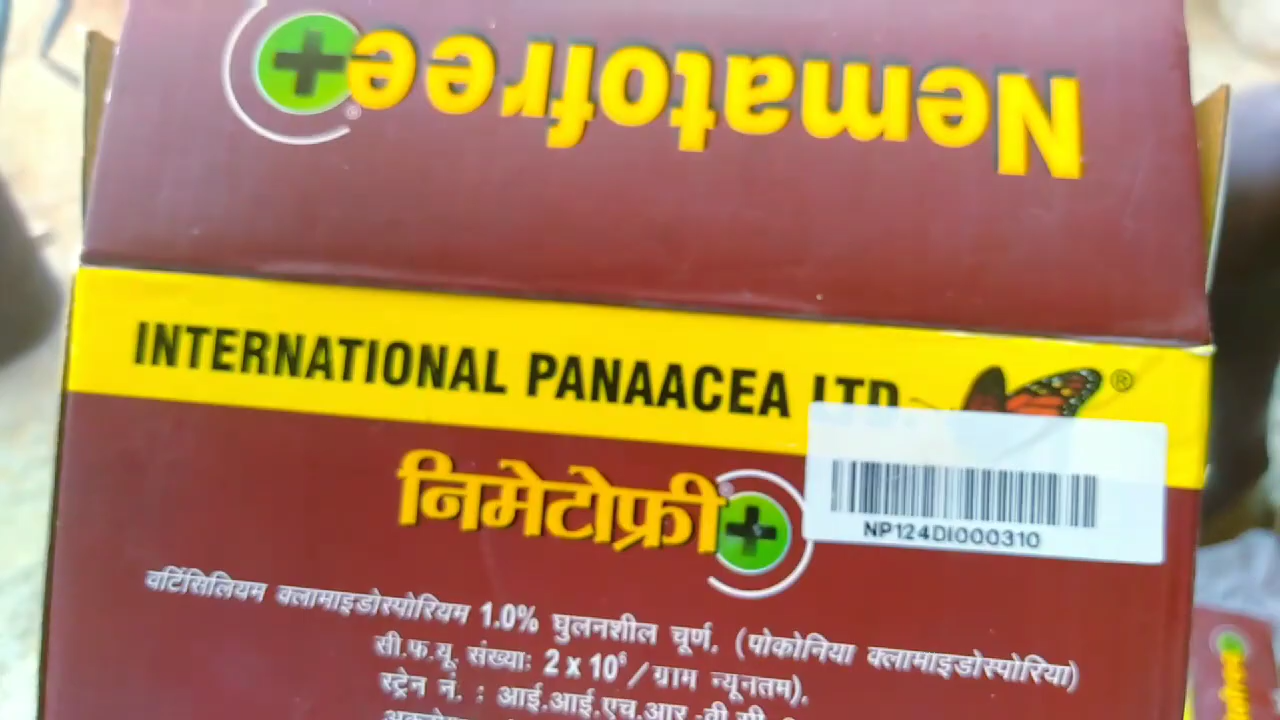 Nematofree+
INTERNATIONAL PANAACEA LTD.
®
NP124DI000310
निमेटोफ्री+
वर्टिसिलियम क्लामाइडोस्पोरियम 1.0% घुलनशील चूर्ण. (पोकोनिया क्लामाइडोस्पोरिया)
सी.फ.यू. संख्याः 2 x 10⁶ / ग्राम न्यूनतम).
स्ट्रेन नं. : आई.आई.एच.आर.-वी.सी.